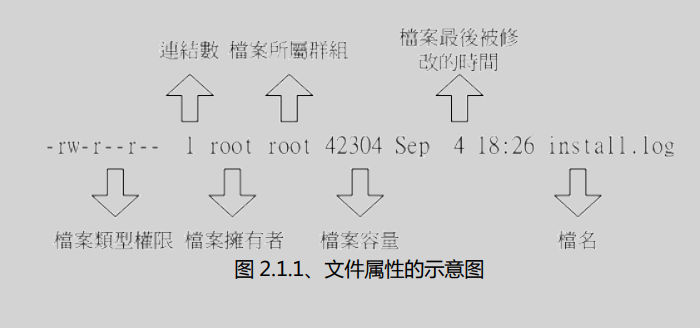 檔案最後被修
連結數 檔案所屬群組
改的時間
-rw-r--r-- 1 root root 42304 Sep 4 18:26 install.log
檔案類型權限 檔案擁有者 檔案容量 檔名
图 2.1.1、文件属性的示意图